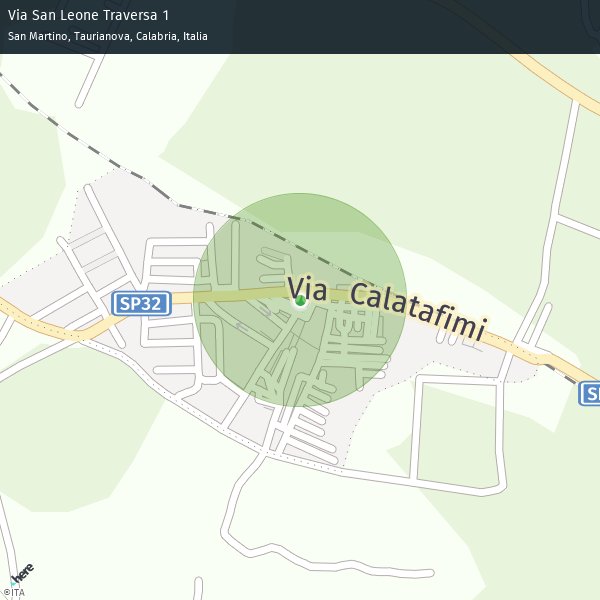 Via San Leone Traversa 1
San Martino, Taurianova, Calabria, Italia
Via Calatafimi
SP32
here
©ITA